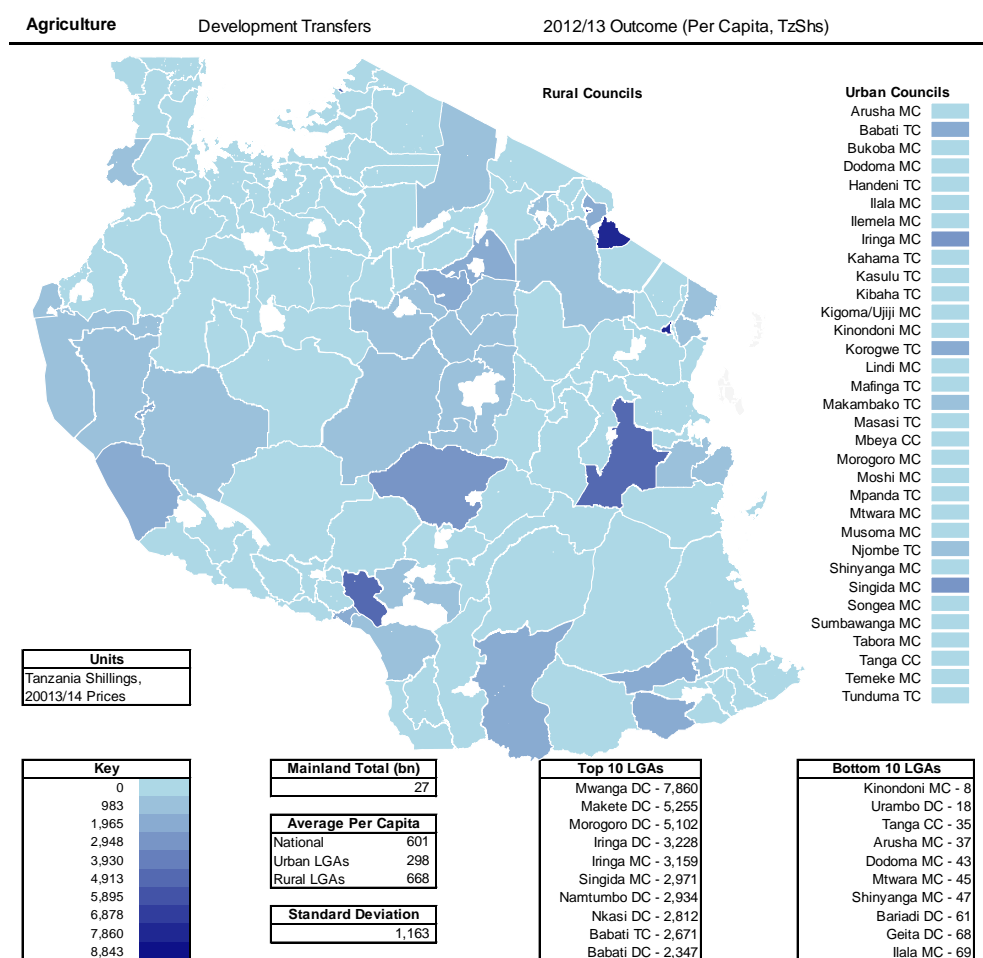 Agriculture Development Transfers 2012/13 Outcome (Per Capita, TzShs)
Rural Councils
Urban Councils
Arusha MC
Babati TC
Bukoba MC
Dodoma MC
Handeni TC
Ilala MC
Ilemela MC
Iringa MC
Kahama TC
Kasulu TC
Kibaha TC
Kigoma/Ujiji MC
Kinondoni MC
Korogwe TC
Lindi MC
Mafinga TC
Makambako TC
Masasi TC
Mbeya CC
Morogoro MC
Moshi MC
Mpanda TC
Mtwara MC
Musoma MC
Njombe TC
Shinyanga MC
Singida MC
Songea MC
Sumbawanga MC
Tabora MC
Tanga CC
Temeke MC
Tunduma TC
Units
Tanzania Shillings,
20013/14 Prices
Key
0
983
1,965
2,948
3,930
4,913
5,895
6,878
7,860
8,843
Mainland Total (bn)
27
Average Per Capita
National 601
Urban LGAs 298
Rural LGAs 668
Standard Deviation
1,163
Top 10 LGAs
Mwanga DC - 7,860
Makete DC - 5,255
Morogoro DC - 5,102
Iringa DC - 3,228
Iringa MC - 3,159
Singida MC - 2,971
Namtumbo DC - 2,934
Nkasi DC - 2,812
Babati TC - 2,671
Babati DC - 2,347
Bottom 10 LGAs
Kinondoni MC - 8
Urambo DC - 18
Tanga CC - 35
Arusha MC - 37
Dodoma MC - 43
Mtwara MC - 45
Shinyanga MC - 47
Bariadi DC - 61
Geita DC - 68
Ilala MC - 69